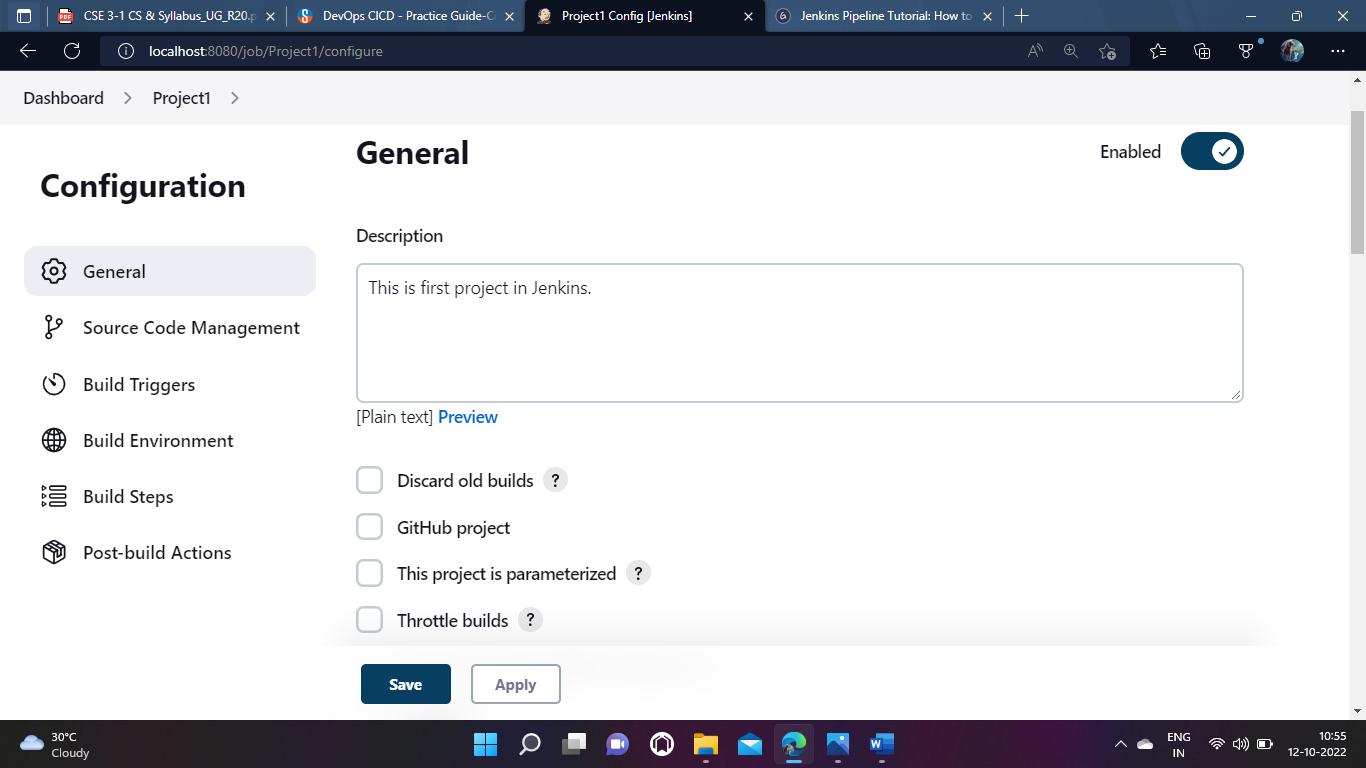 CSE 3-1 CS & Syllabus_UG_R20.p
DevOps CICD - Practice Guide-C
Project1 Config [Jenkins]
Jenkins Pipeline Tutorial: How to
localhost:8080/job/Project1/configure
Dashboard > Project1 >
Configuration
General
Source Code Management
Build Triggers
Build Environment
Build Steps
Post-build Actions
General
Enabled
Description
This is first project in Jenkins.
[Plain text] Preview
Discard old builds ?
GitHub project
This project is parameterized ?
Throttle builds ?
Save
Apply
30°C
Cloudy
ENG
IN
10:55
12-10-2022